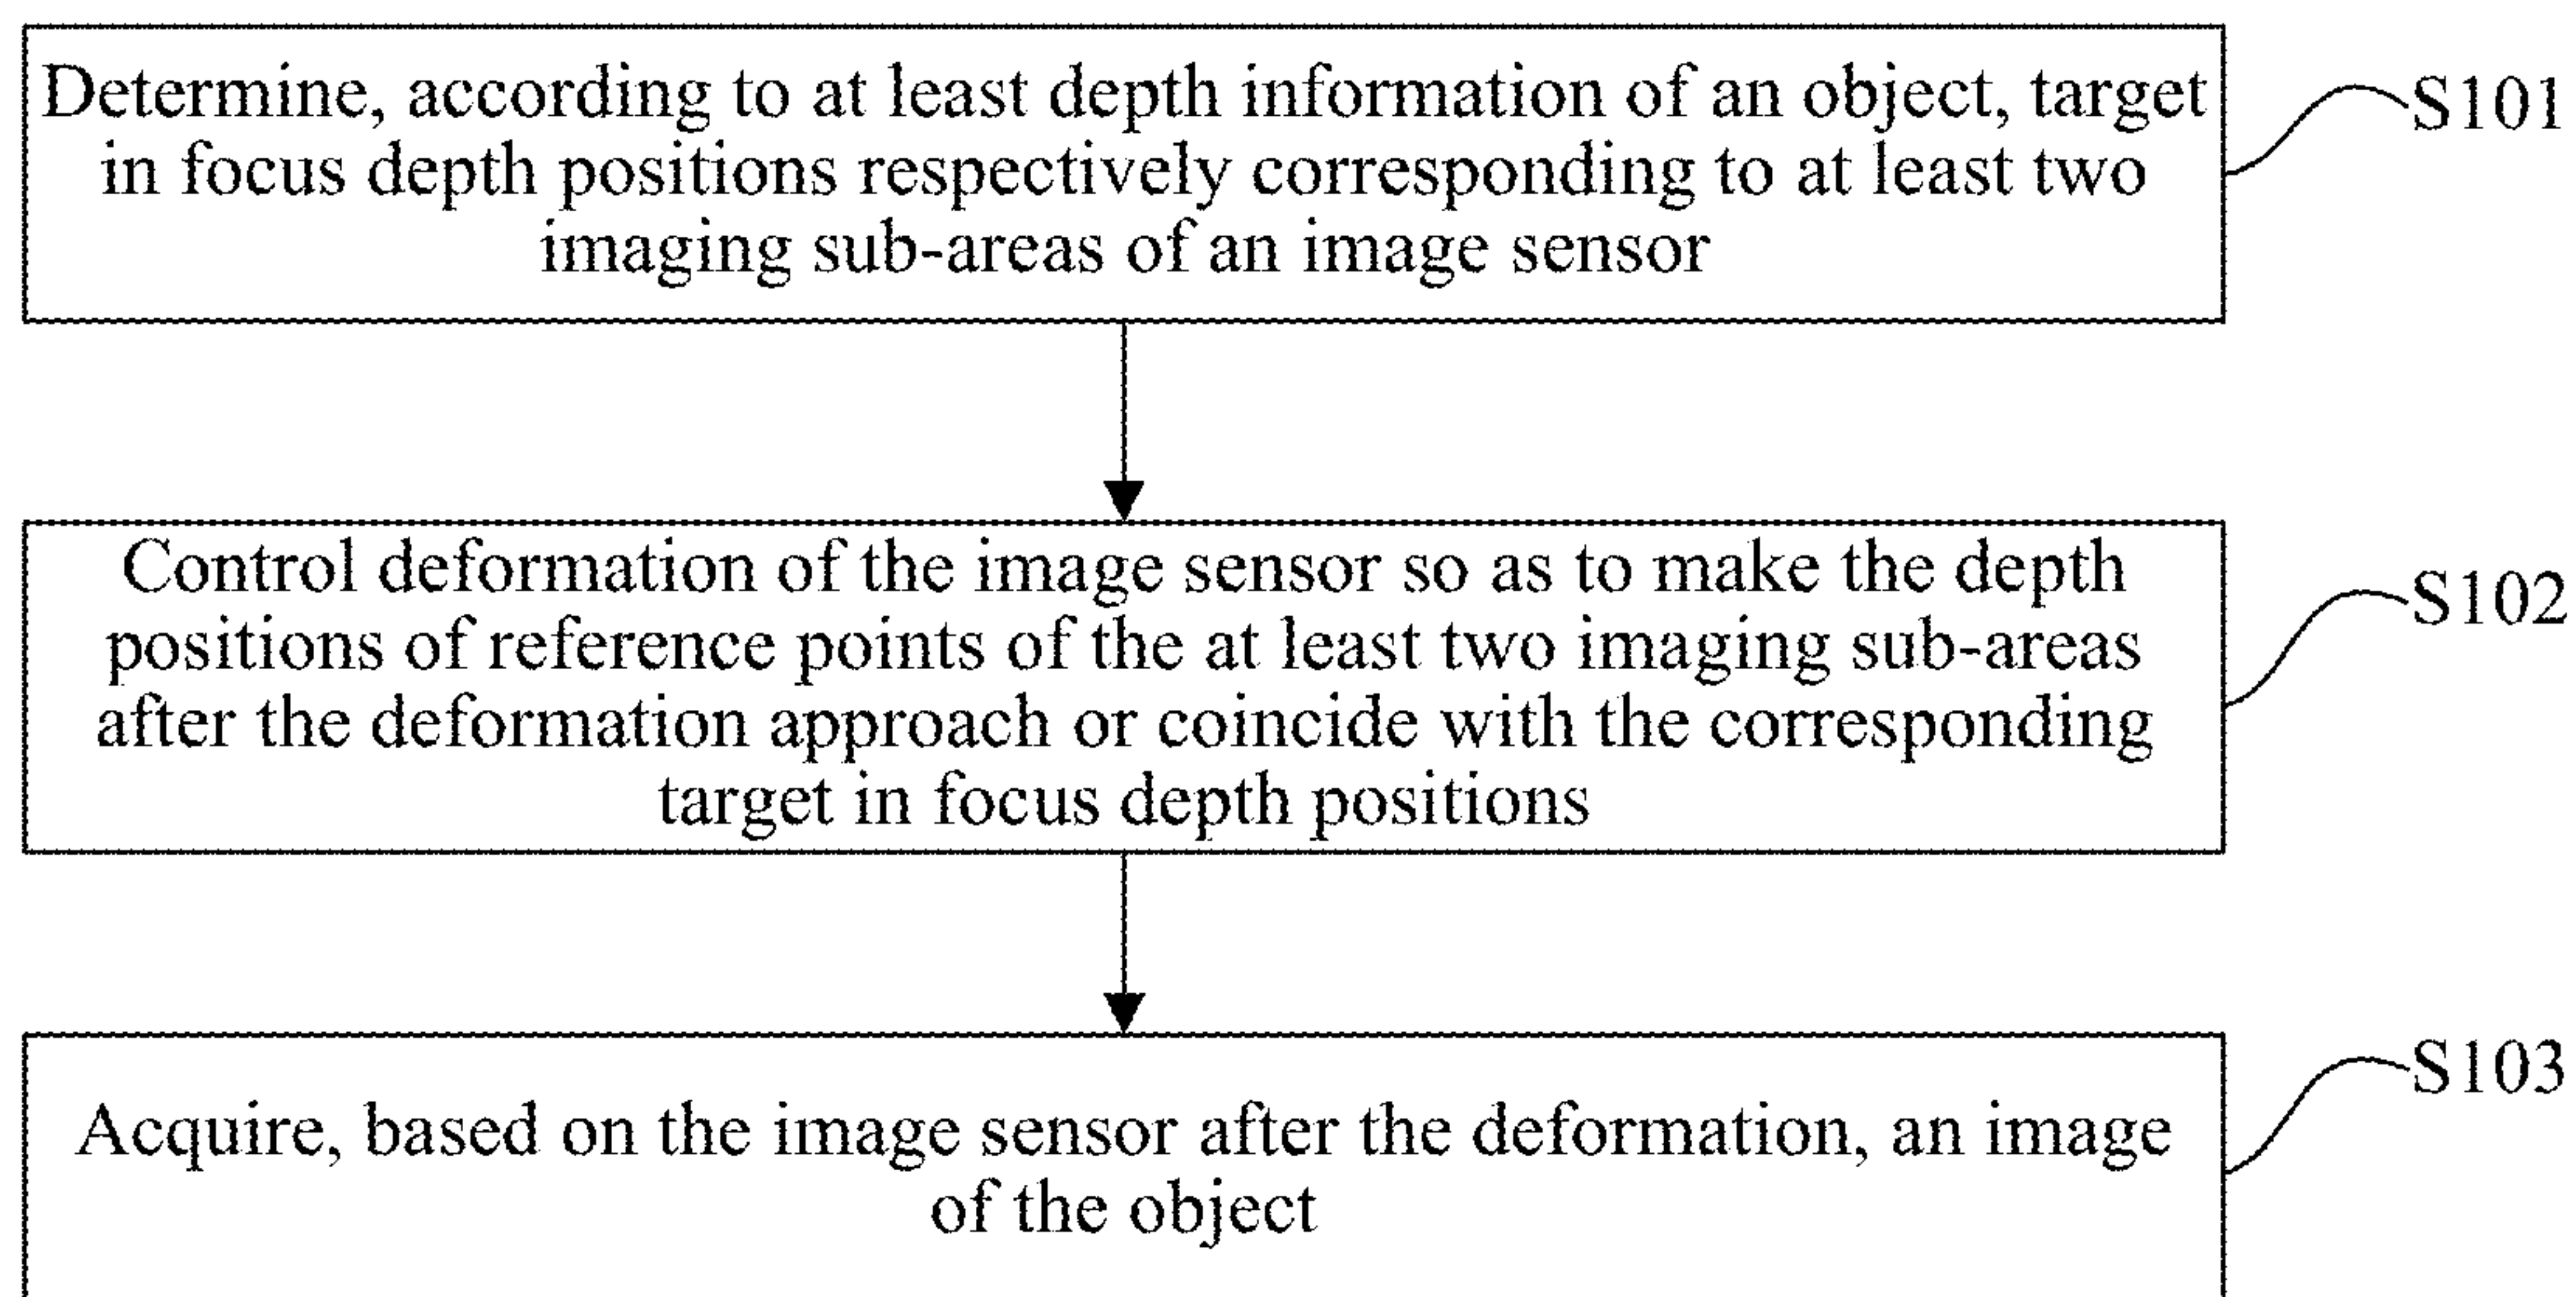 Determine, according to at least depth information of an object, target
in focus depth positions respectively corresponding to at least two
imaging sub-areas of an image sensor
S101
Control deformation of the image sensor so as to make the depth
positions of reference points of the at least two imaging sub-areas
after the deformation approach or coincide with the corresponding
target in focus depth positions
S102
Acquire, based on the image sensor after the deformation, an image
of the object
S103